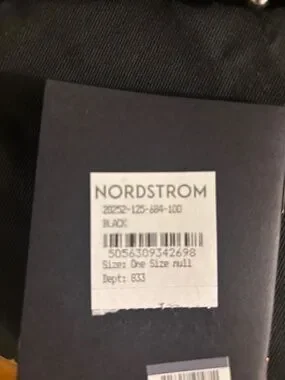 NORDSTROM
20252-125-684-100
BLACK
5056309342698
Size: One Size null
Dept: 833